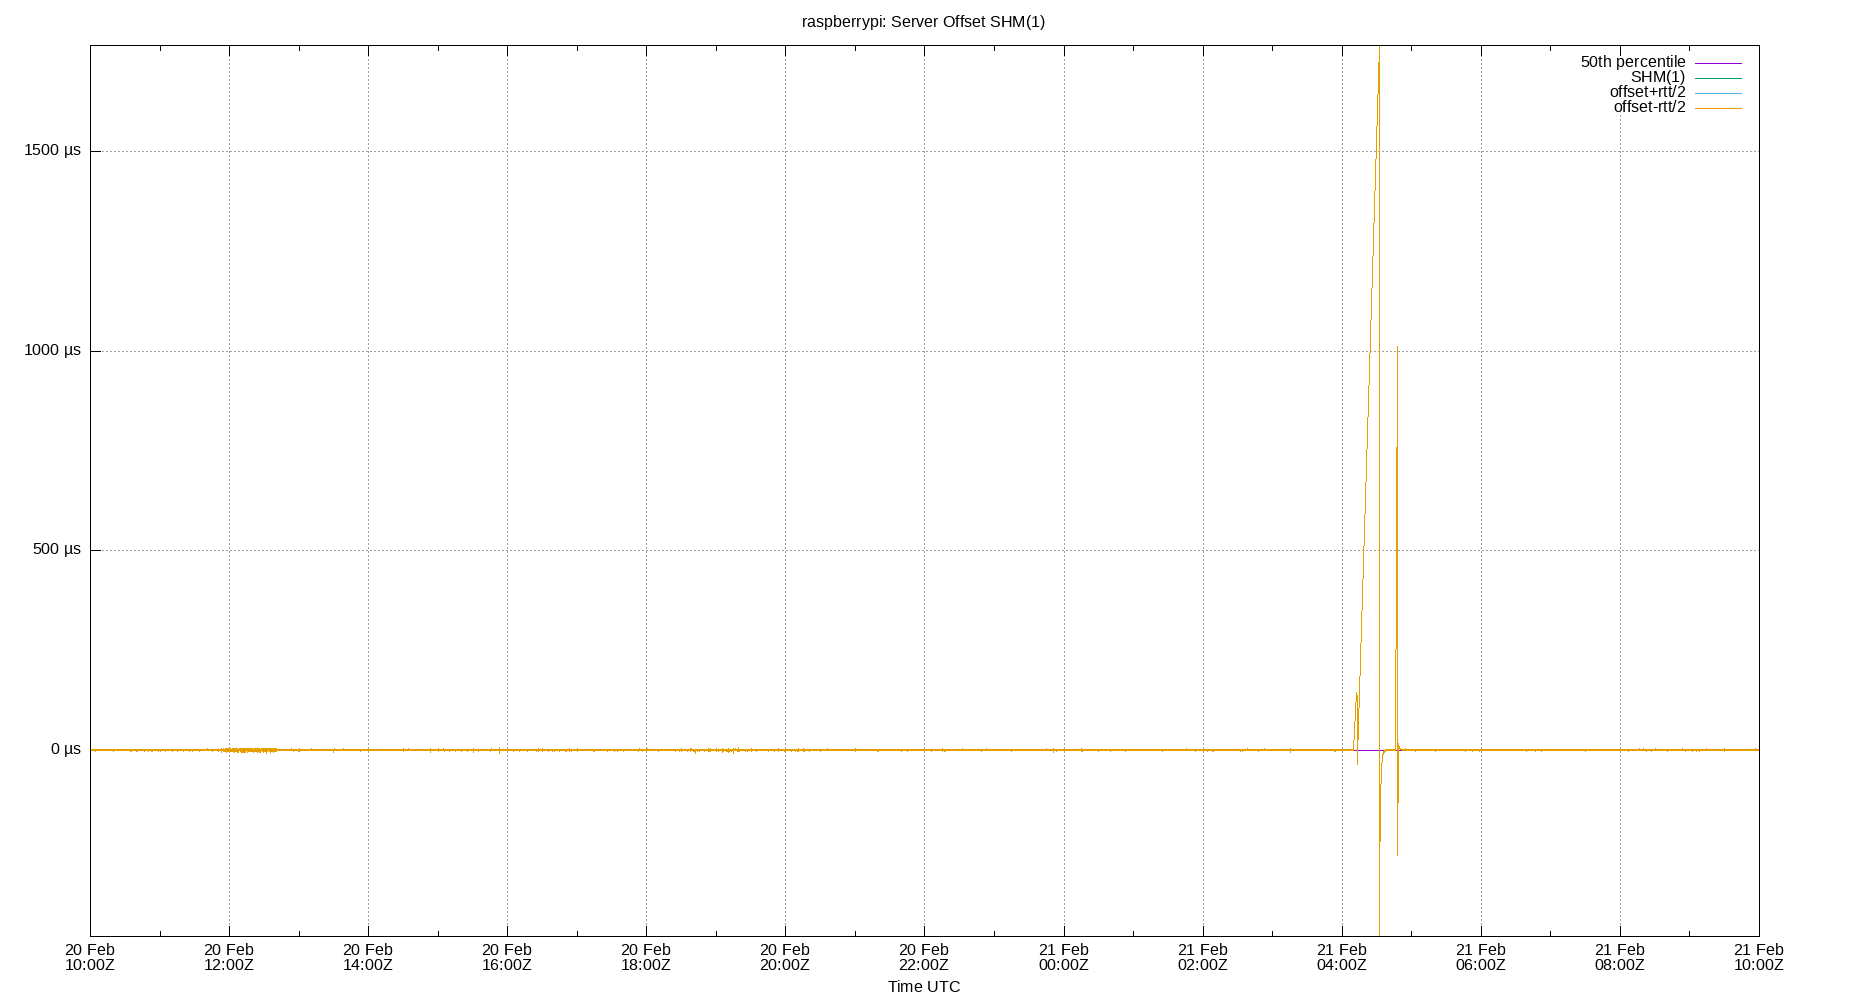 raspberrypi: Server Offset SHM(1)
50th percentile
SHM(1)
offset+rtt/2
offset-rtt/2
1500 µs
1000 µs
500 µs
0 µs
20 Feb 20 Feb 20 Feb 20 Feb 20 Feb 20 Feb 20 Feb 21 Feb 21 Feb 21 Feb 21 Feb 21 Feb 21 Feb
10:00Z 12:00Z 14:00Z 16:00Z 18:00Z 20:00Z 22:00Z 00:00Z 02:00Z 04:00Z 06:00Z 08:00Z 10:00Z
Time UTC